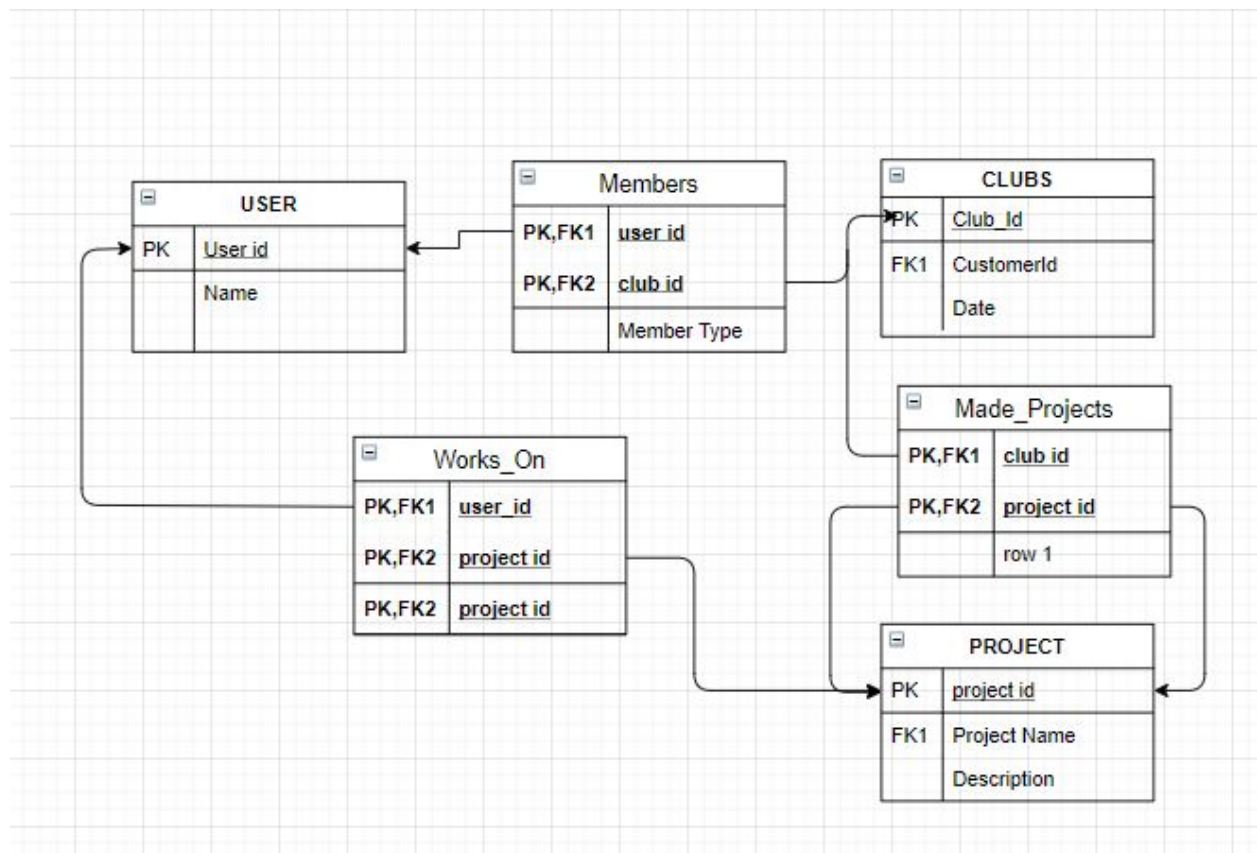 USER
PK User id
Name
Members
PK,FK1 user id
PK,FK2 club id
Member Type
CLUBS
PK Club_Id
FK1 CustomerId
Date
Works_On
PK,FK1 user_id
PK,FK2 project id
PK,FK2 project id
Made_Projects
PK,FK1 club id
PK,FK2 project id
row 1
PROJECT
PK project id
FK1 Project Name
Description